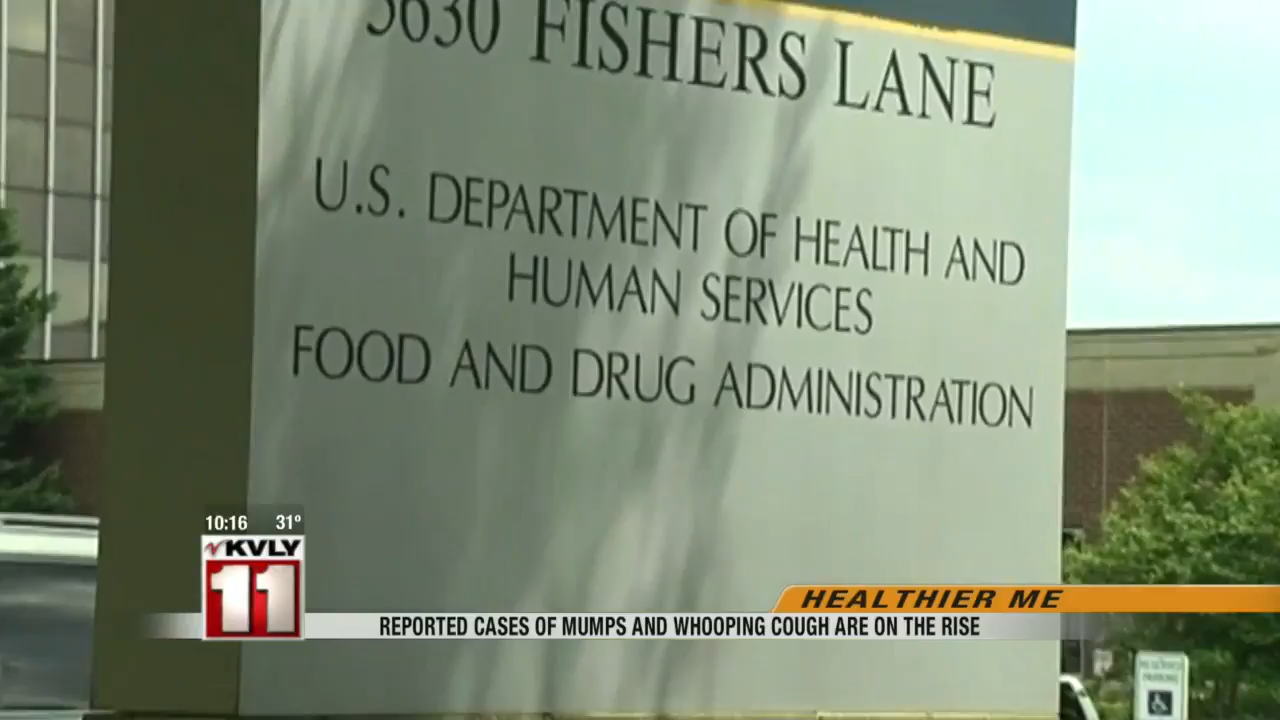 5630 FISHERS LANE
U.S. DEPARTMENT OF HEALTH AND
HUMAN SERVICES
FOOD AND DRUG ADMINISTRATION
10:16 31°
KVLY
11
HEALTHIER ME
REPORTED CASES OF MUMPS AND WHOOPING COUGH ARE ON THE RISE